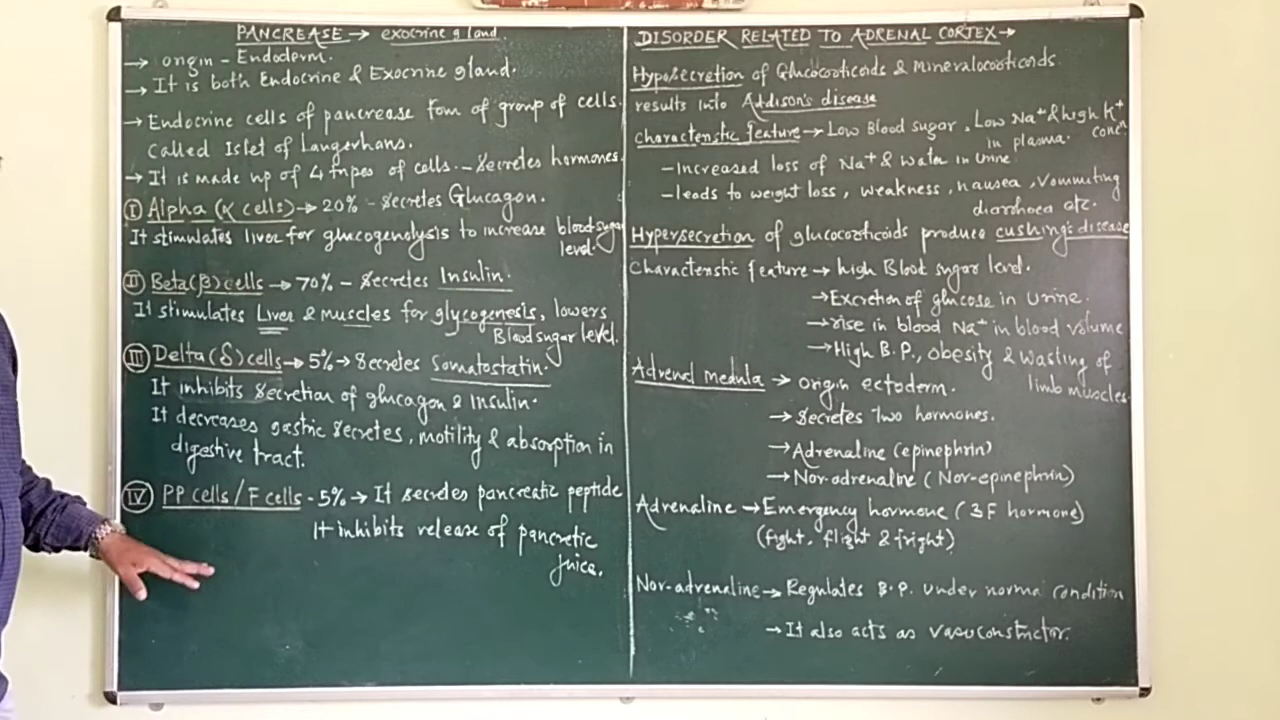 PANCREASE → exocrine gland.
→ origin - Endoderm.
→ It is both Endocrine & Exocrine gland.
→ Endocrine cells of pancrease form of group of cells.
called Islet of Langerhans.
→ It is made up of 4 types of cells. - Secretes hormones.
I Alpha (α cells) → 20% - Secretes Glucagon.
It stimulates liver for glucogenolysis to increase blood sugar
level.
II Beta(β) cells → 70% - Secretes Insulin.
It stimulates Liver & muscles for glycogenesis, lowers
Blood sugar level.
III Delta(δ) cells → 5% → Secretes Somatostatin.
It inhibits secretion of glucagon & Insulin.
It decreases gastric secretes, motility & absorption in
digestive tract.
IV PP cells / F cells - 5% → It secretes pancreatic peptide
It inhibits release of pancretic
juice.
DISORDER RELATED TO ADRENAL CORTEX →
Hyposecretion of Glucocorticoids & Mineralocorticoids.
results into Addison's disease
characterstic feature → Low Blood sugar, Low Na⁺ & high K⁺
in plasma. concⁿ
- Increased loss of Na⁺ & water in urine.
- leads to weight loss, weakness, nausea, vommiting
diarrhoea etc.
Hypersecretion of glucocorticoids produce cushing's disease
Characterstic feature → high Blood sugar level.
→ Excretion of glucose in urine.
→ rise in blood Na⁺ in blood volume
→ High B.P., obesity & wasting of
limb muscles.
Adrenal medula → origin ectoderm.
→ Secretes Two hormones.
→ Adrenaline (epinephrin)
→ Nor-adrenaline (Nor-epinephrin)
Adrenaline → Emergency hormone (3F hormone)
(fight, flight & fright)
Nor-adrenaline → Regulates B.P. under normal condition
→ It also acts as vasoconstrictor.